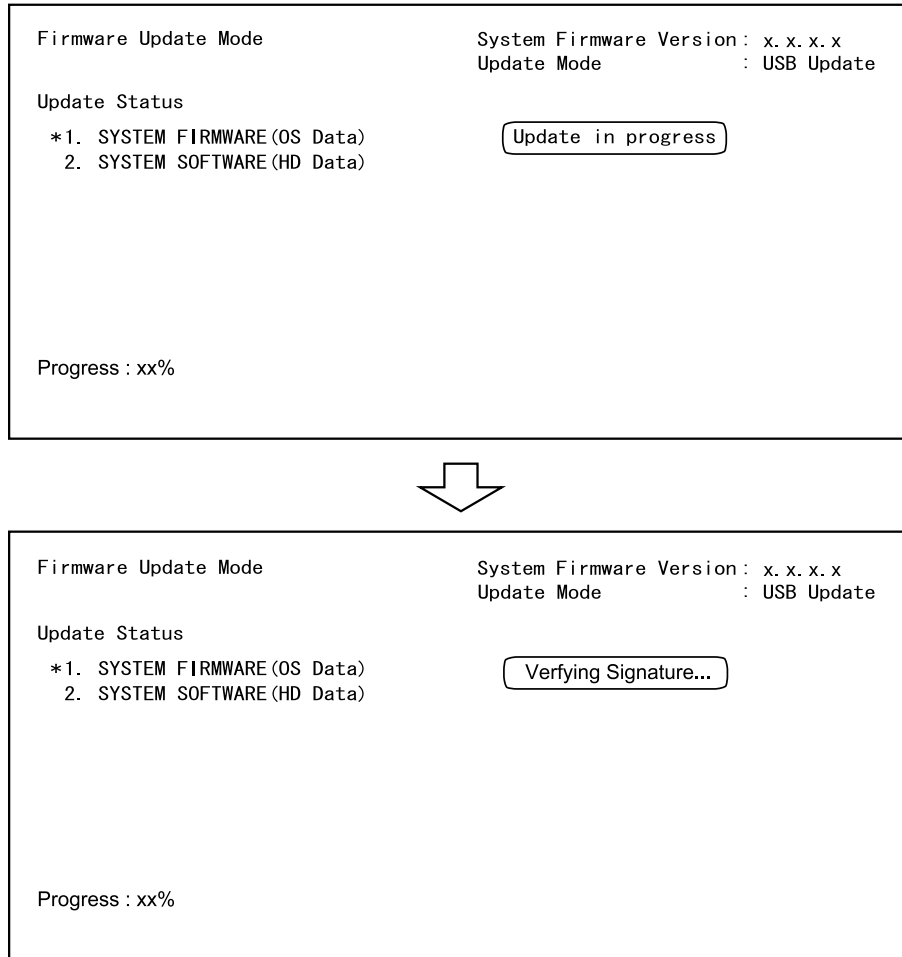 Firmware Update Mode
System Firmware Version: x.x.x.x
Update Mode : USB Update
Update Status
*1. SYSTEM FIRMWARE(OS Data) Update in progress
2. SYSTEM SOFTWARE(HD Data)
Progress : xx%
Firmware Update Mode
System Firmware Version: x.x.x.x
Update Mode : USB Update
Update Status
*1. SYSTEM FIRMWARE(OS Data) Verfying Signature...
2. SYSTEM SOFTWARE(HD Data)
Progress : xx%